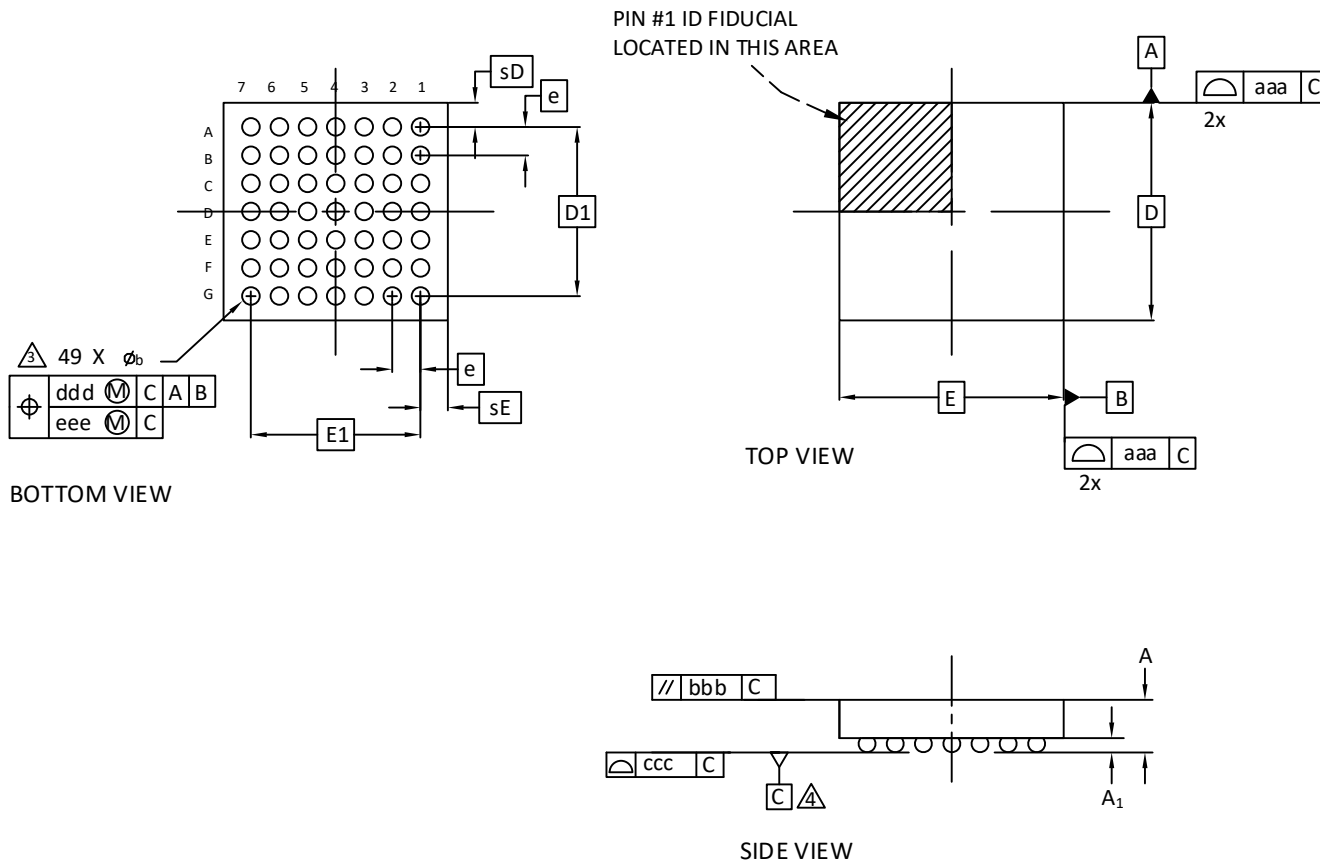 PIN #1 ID FIDUCIAL
LOCATED IN THIS AREA
sD
e
7 6 5 4 3 2 1
A
B
C
D
E
F
G
D1
e
sE
E1
3 49 X øb
ddd Ⓜ C A B
eee Ⓜ C
BOTTOM VIEW
A
aaa C
2x
D
E
B
aaa C
2x
TOP VIEW
// bbb C
A
ccc C
C 4
A1
SIDE VIEW